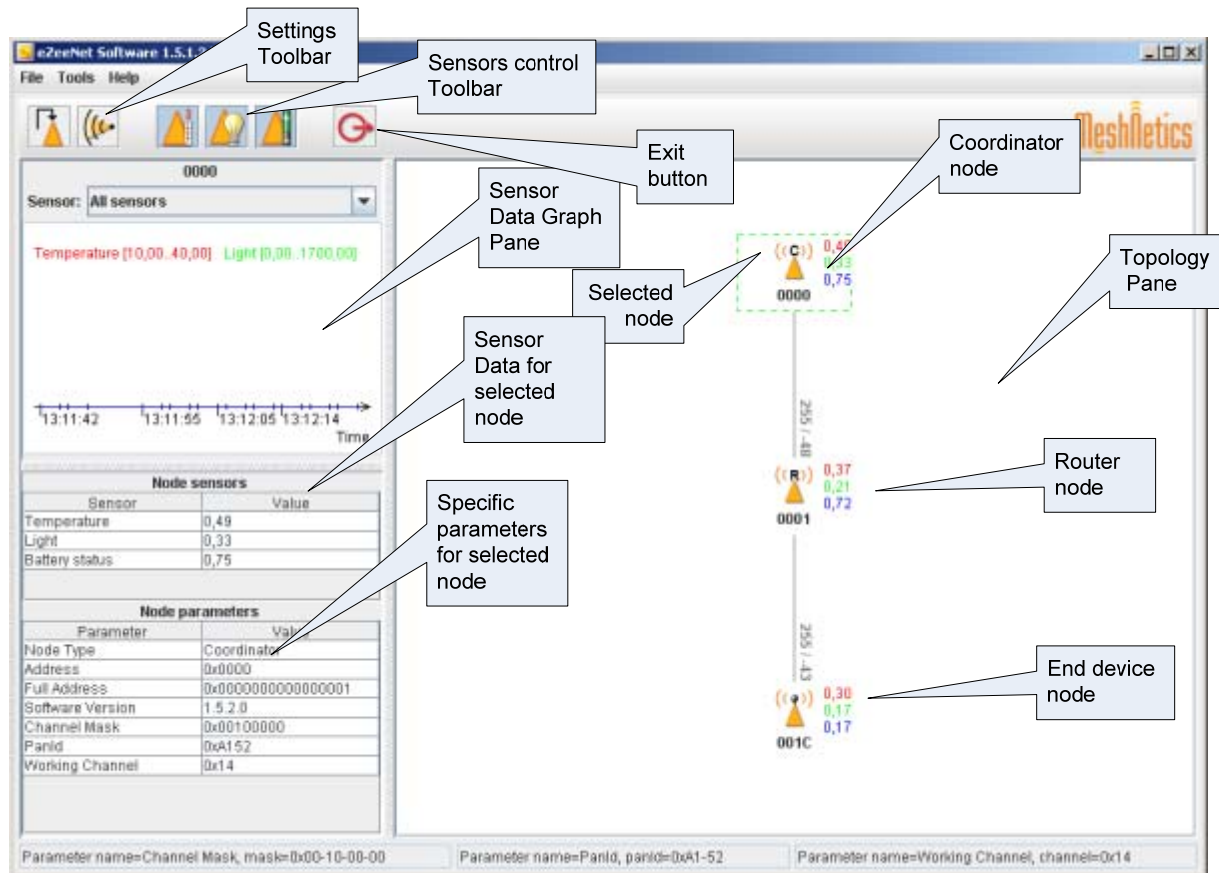 Settings
Toolbar
eZeeNet Software 1.5.1.2
Sensors control
Toolbar
File Tools Help
MeshNetics
Exit
button
Coordinator
node
0000
Sensor: All sensors
Sensor
Data Graph
Pane
Temperature [10,00..40,00] Light [0,00..1700,00]
Topology
Pane
Selected
node
(( C )) 0,49
0,33
0,75
0000
Sensor
Data for
selected
node
13:11:42 13:11:55 13:12:05 13:12:14
Time
255 / -48
Router
node
(( R )) 0,37
0,21
0,72
0001
Node sensors
Sensor Value
Temperature 0,49
Light 0,33
Battery status 0,75
Specific
parameters
for selected
node
Node parameters
Parameter Value
Node Type Coordinator
Address 0x0000
Full Address 0x0000000000000001
Software Version 1.5.2.0
Channel Mask 0x00100000
PanId 0xA152
Working Channel 0x14
255 / -43
End device
node
0,30
0,17
0,17
001C
Parameter name=Channel Mask, mask=0x00-10-00-00 Parameter name=PanId, panId=0xA1-52 Parameter name=Working Channel, channel=0x14